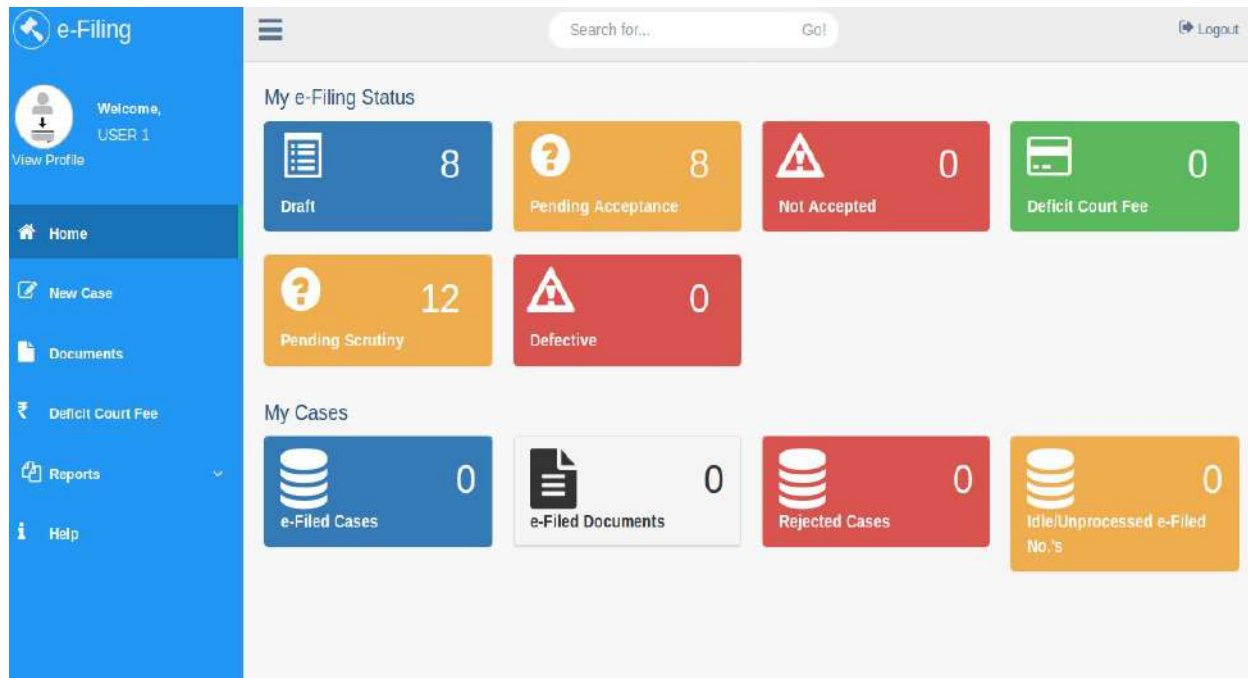 e-Filing
Search for... Go!
Logout
Welcome,
USER 1
View Profile
Home
New Case
Documents
₹ Deficit Court Fee
Reports
Help
My e-Filing Status
8
Draft
8
Pending Acceptance
0
Not Accepted
0
Deficit Court Fee
12
Pending Scrutiny
0
Defective
My Cases
0
e-Filed Cases
0
e-Filed Documents
0
Rejected Cases
0
Idle/Unprocessed e-Filed
No.'s